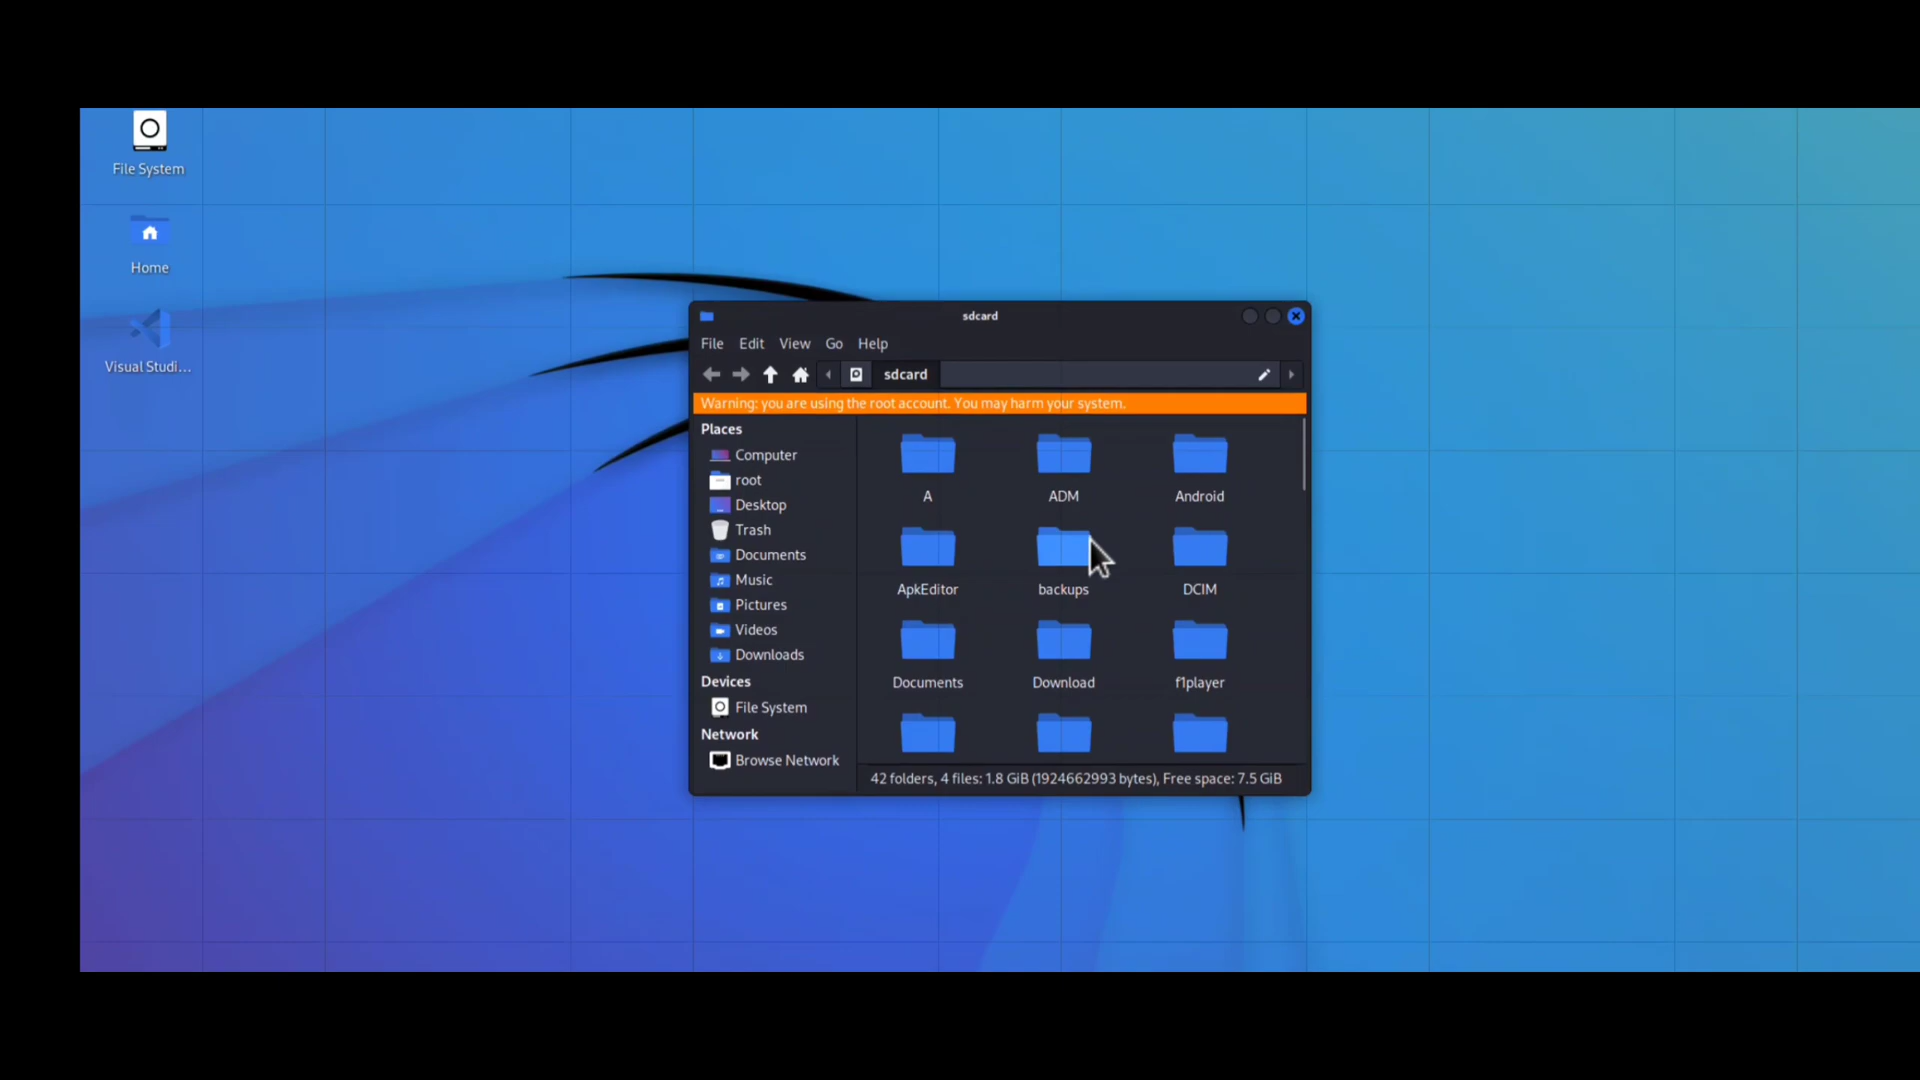 File System
Home
Visual Studi...
sdcard
File Edit View Go Help
sdcard
Warning: you are using the root account. You may harm your system.
Places
Computer
root
Desktop
Trash
Documents
Music
Pictures
Videos
Downloads
Devices
File System
Network
Browse Network
A ADM Android
ApkEditor backups DCIM
Documents Download f1player
42 folders, 4 files: 1.8 GiB (1924662993 bytes), Free space: 7.5 GiB